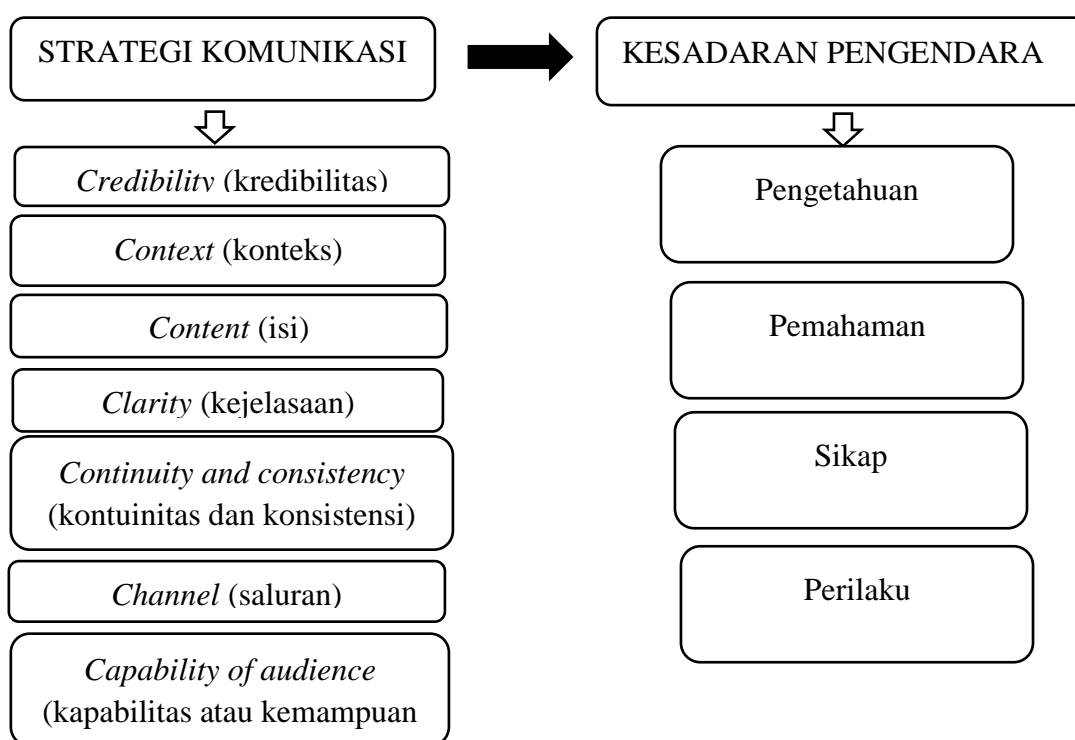 STRATEGI KOMUNIKASI
Credibility (kredibilitas)
Context (konteks)
Content (isi)
Clarity (kejelasaan)
Continuity and consistency
(kontuinitas dan konsistensi)
Channel (saluran)
Capability of audience
(kapabilitas atau kemampuan
KESADARAN PENGENDARA
Pengetahuan
Pemahaman
Sikap
Perilaku